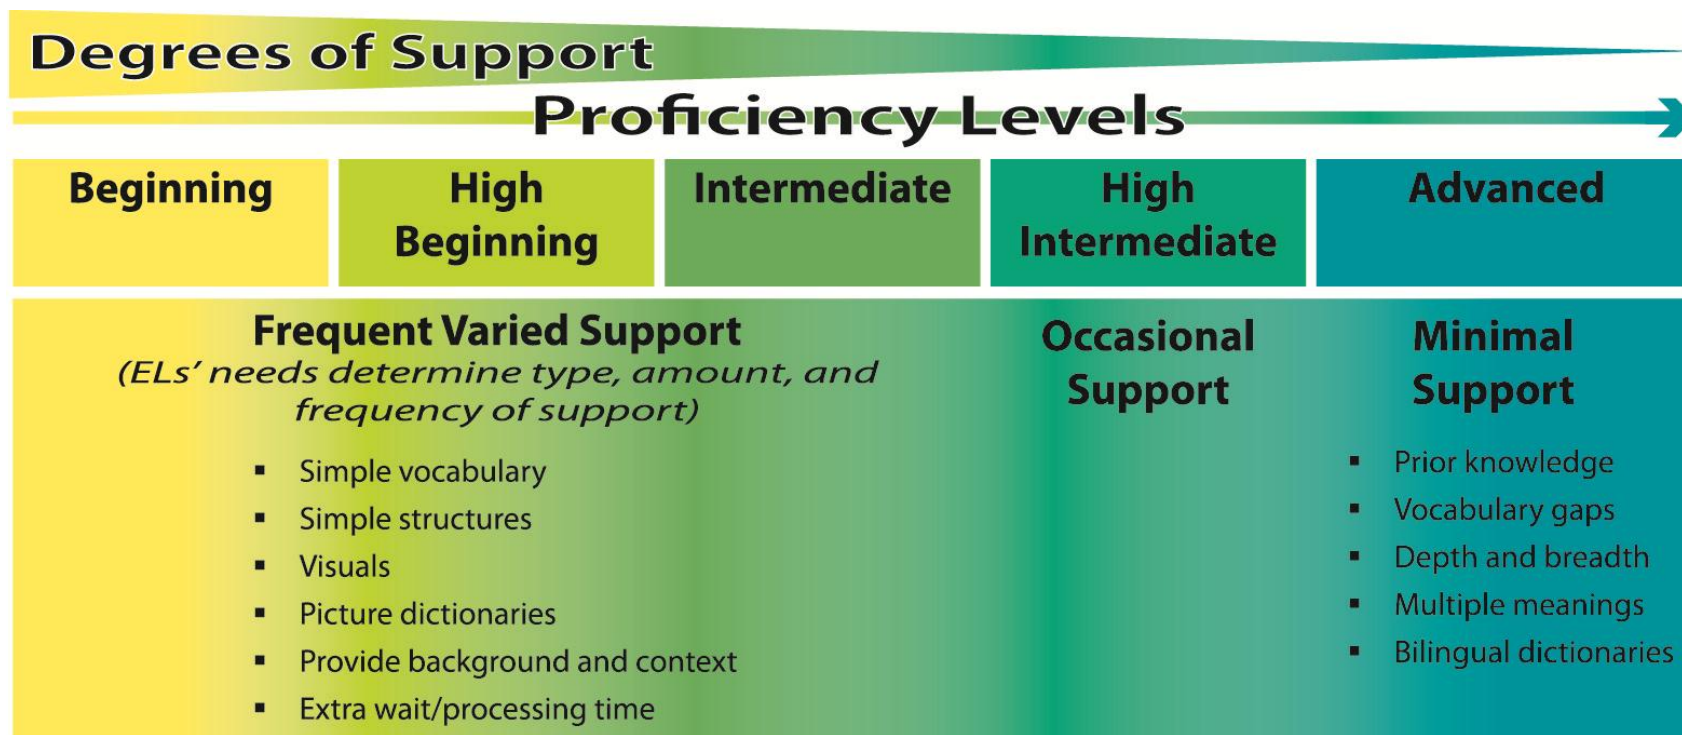 Degrees of Support
Proficiency Levels
Beginning
High
Beginning
Intermediate
High
Intermediate
Advanced
Frequent Varied Support
(ELs’ needs determine type, amount, and
frequency of support)
▪ Simple vocabulary
▪ Simple structures
▪ Visuals
▪ Picture dictionaries
▪ Provide background and context
▪ Extra wait/processing time
Occasional
Support
Minimal
Support
▪ Prior knowledge
▪ Vocabulary gaps
▪ Depth and breadth
▪ Multiple meanings
▪ Bilingual dictionaries